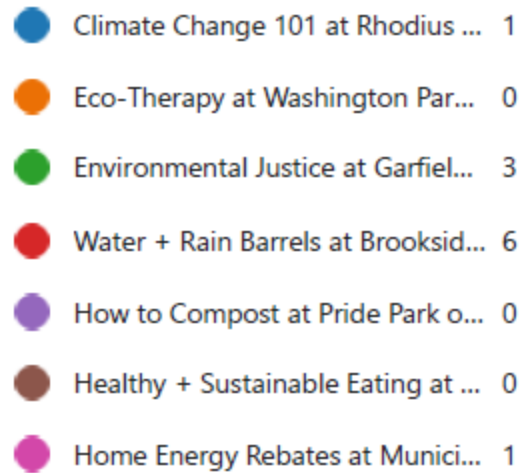 Climate Change 101 at Rhodius ... 1
Eco-Therapy at Washington Par... 0
Environmental Justice at Garfiel... 3
Water + Rain Barrels at Brooksid... 6
How to Compost at Pride Park o... 0
Healthy + Sustainable Eating at ... 0
Home Energy Rebates at Munici... 1